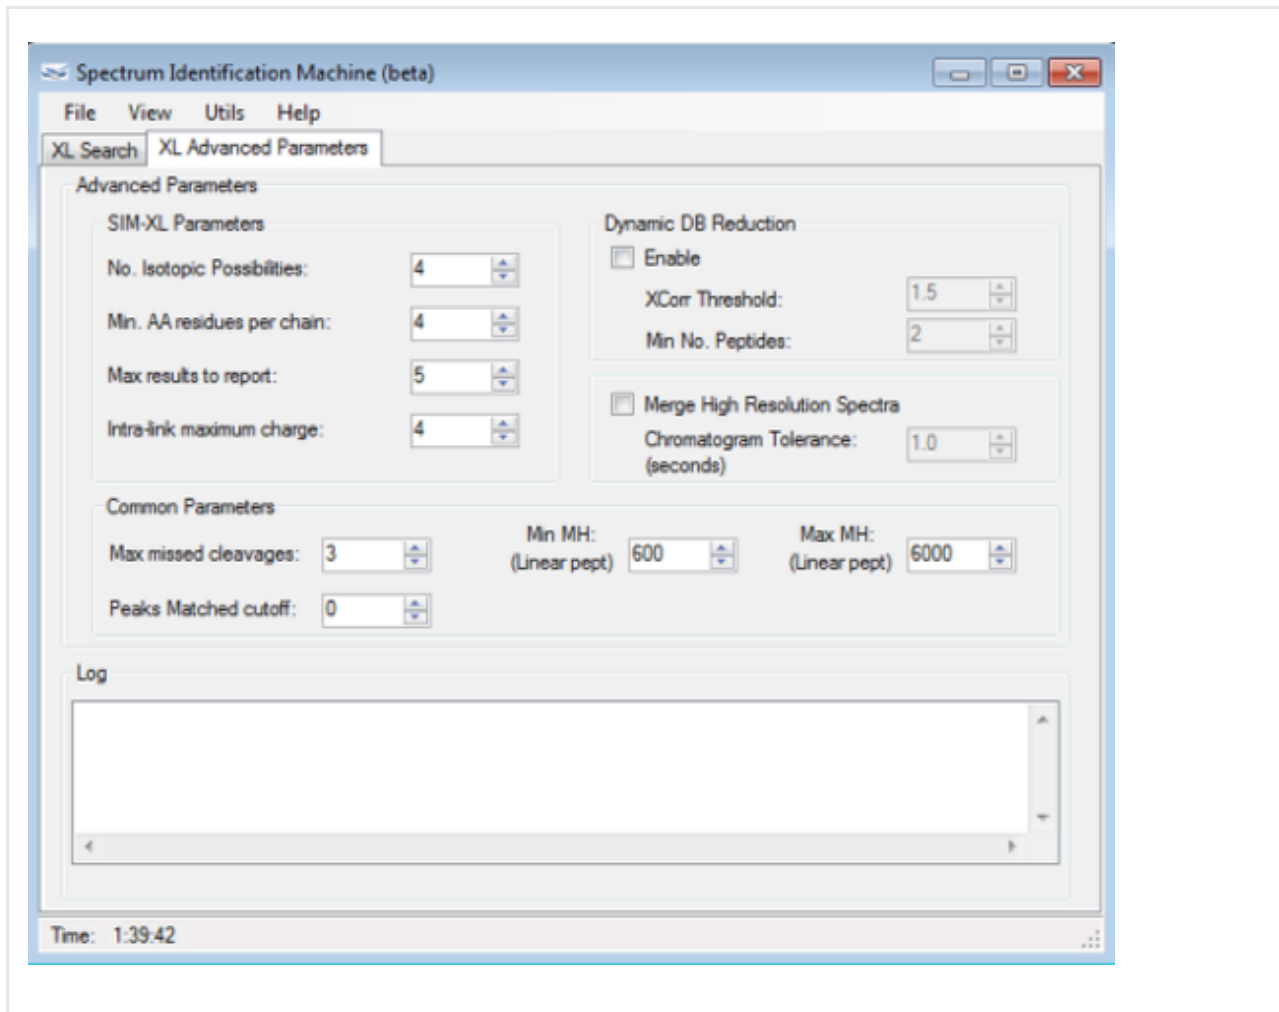 Spectrum Identification Machine (beta)
File View Utils Help
XL Search XL Advanced Parameters
Advanced Parameters
SIM-XL Parameters
No. Isotopic Possibilities: 4
Min. AA residues per chain: 4
Max results to report: 5
Intra-link maximum charge: 4
Dynamic DB Reduction
Enable
XCorr Threshold: 1.5
Min No. Peptides: 2
Merge High Resolution Spectra
Chromatogram Tolerance: 1.0
(seconds)
Common Parameters
Max missed cleavages: 3
Min MH:
(Linear pept) 600
Max MH:
(Linear pept) 6000
Peaks Matched cutoff: 0
Log
Time: 1:39:42